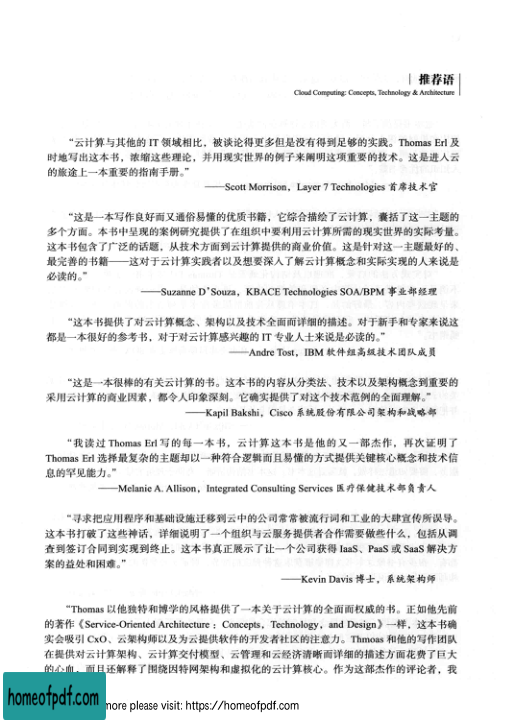 推荐语
Cloud Computing: Concepts, Technology & Architecture
“云计算与其他的 IT 领域相比，被谈论得更多但是没有得到足够的实践。Thomas Erl 及
时地写出这本书，浓缩这些理论，并用现实世界的例子来阐明这项重要的技术。这是进入云
的旅途上一本重要的指南手册。”
——Scott Morrison，Layer 7 Technologies 首席技术官
“这是一本写作良好而又通俗易懂的优质书籍，它综合描绘了云计算，囊括了这一主题的
多个方面。本书中呈现的案例研究提供了在组织中要利用云计算所需的现实世界的实际考量。
这本书包含了广泛的话题，从技术方面到云计算提供的商业价值。这是针对这一主题最好的、
最完善的书籍——这对于云计算实践者以及想要深入了解云计算概念和实际实现的人来说是
必读的。”
——Suzanne D’Souza，KBACE Technologies SOA/BPM 事业部经理
“这本书提供了对云计算概念、架构以及技术全面而详细的描述。对于新手和专家来说这
都是一本很好的参考书，对于对云计算感兴趣的 IT 专业人士来说是必读的。”
——Andre Tost，IBM 软件组高级技术团队成员
“这是一本很棒的有关云计算的书。这本书的内容从分类法、技术以及架构概念到重要的
采用云计算的商业因素，都令人印象深刻。它确实提供了对这个技术范例的全面理解。”
——Kapil Bakshi，Cisco 系统股份有限公司架构和战略部
“我读过 Thomas Erl 写的每一本书，云计算这本书是他的又一部杰作，再次证明了
Thomas Erl 选择最复杂的主题却以一种符合逻辑而且易懂的方式提供关键核心概念和技术信
息的罕见能力。”
——Melanie A. Allison，Integrated Consulting Services 医疗保健技术部负责人
“寻求把应用程序和基础设施迁移到云中的公司常常被流行词和工业的大肆宣传所误导。
这本书打破了这些神话，详细说明了一个组织与云服务提供者合作需要做些什么，包括从调
查到签订合同到实现到终止。这本书真正展示了让一个公司获得 IaaS、PaaS 或 SaaS 解决方
案的益处和困难。”
——Kevin Davis 博士，系统架构师
“Thomas 以他独特和博学的风格提供了一本关于云计算的全面而权威的书。正如他先前
的著作《Service-Oriented Architecture：Concepts，Technology，and Design》一样，这本书确
实会吸引 CxO、云架构师以及为云提供软件的开发者社区的注意力。Thmoas 和他的写作团队
在提供对云计算架构、云计算交付模型、云管理和云经济清晰而详细的描述方面花费了巨大
的心血，而且还解释了围绕因特网架构和虚拟化的云计算核心。作为这部杰作的评论者，我
homeofpdf.com
more please visit: https://homeofpdf.com